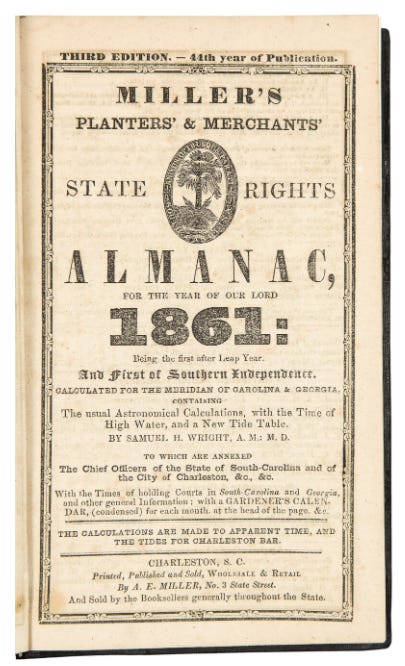 THIRD EDITION. — 44th year of Publication.
MILLER'S
PLANTERS' & MERCHANTS'
STATE RIGHTS
ALMANAC,
FOR THE YEAR OF OUR LORD
1861:
Being the first after Leap Year.
And First of Southern Independence.
CALCULATED FOR THE MERIDIAN OF CAROLINA & GEORGIA,
CONTAINING
The usual Astronomical Calculations, with the Time of
High Water, and a New Tide Table.
BY SAMUEL H. WRIGHT, A. M.: M. D.
TO WHICH ARE ANNEXED
The Chief Officers of the State of South-Carolina and of
the City of Charleston, &c., &c.
With the Times of holding Courts in South-Carolina and Georgia,
and other general Information; with a GARDENER'S CALEN-
DAR, (condensed) for each month. at the head of the page. &c.
THE CALCULATIONS ARE MADE TO APPARENT TIME, AND
THE TIDES FOR CHARLESTON BAR.
CHARLESTON, S. C.
Printed, Published and Sold, WHOLESALE & RETAIL
By A. E. MILLER, No. 3 State Street.
And Sold by the Booksellers generally throughout the State.